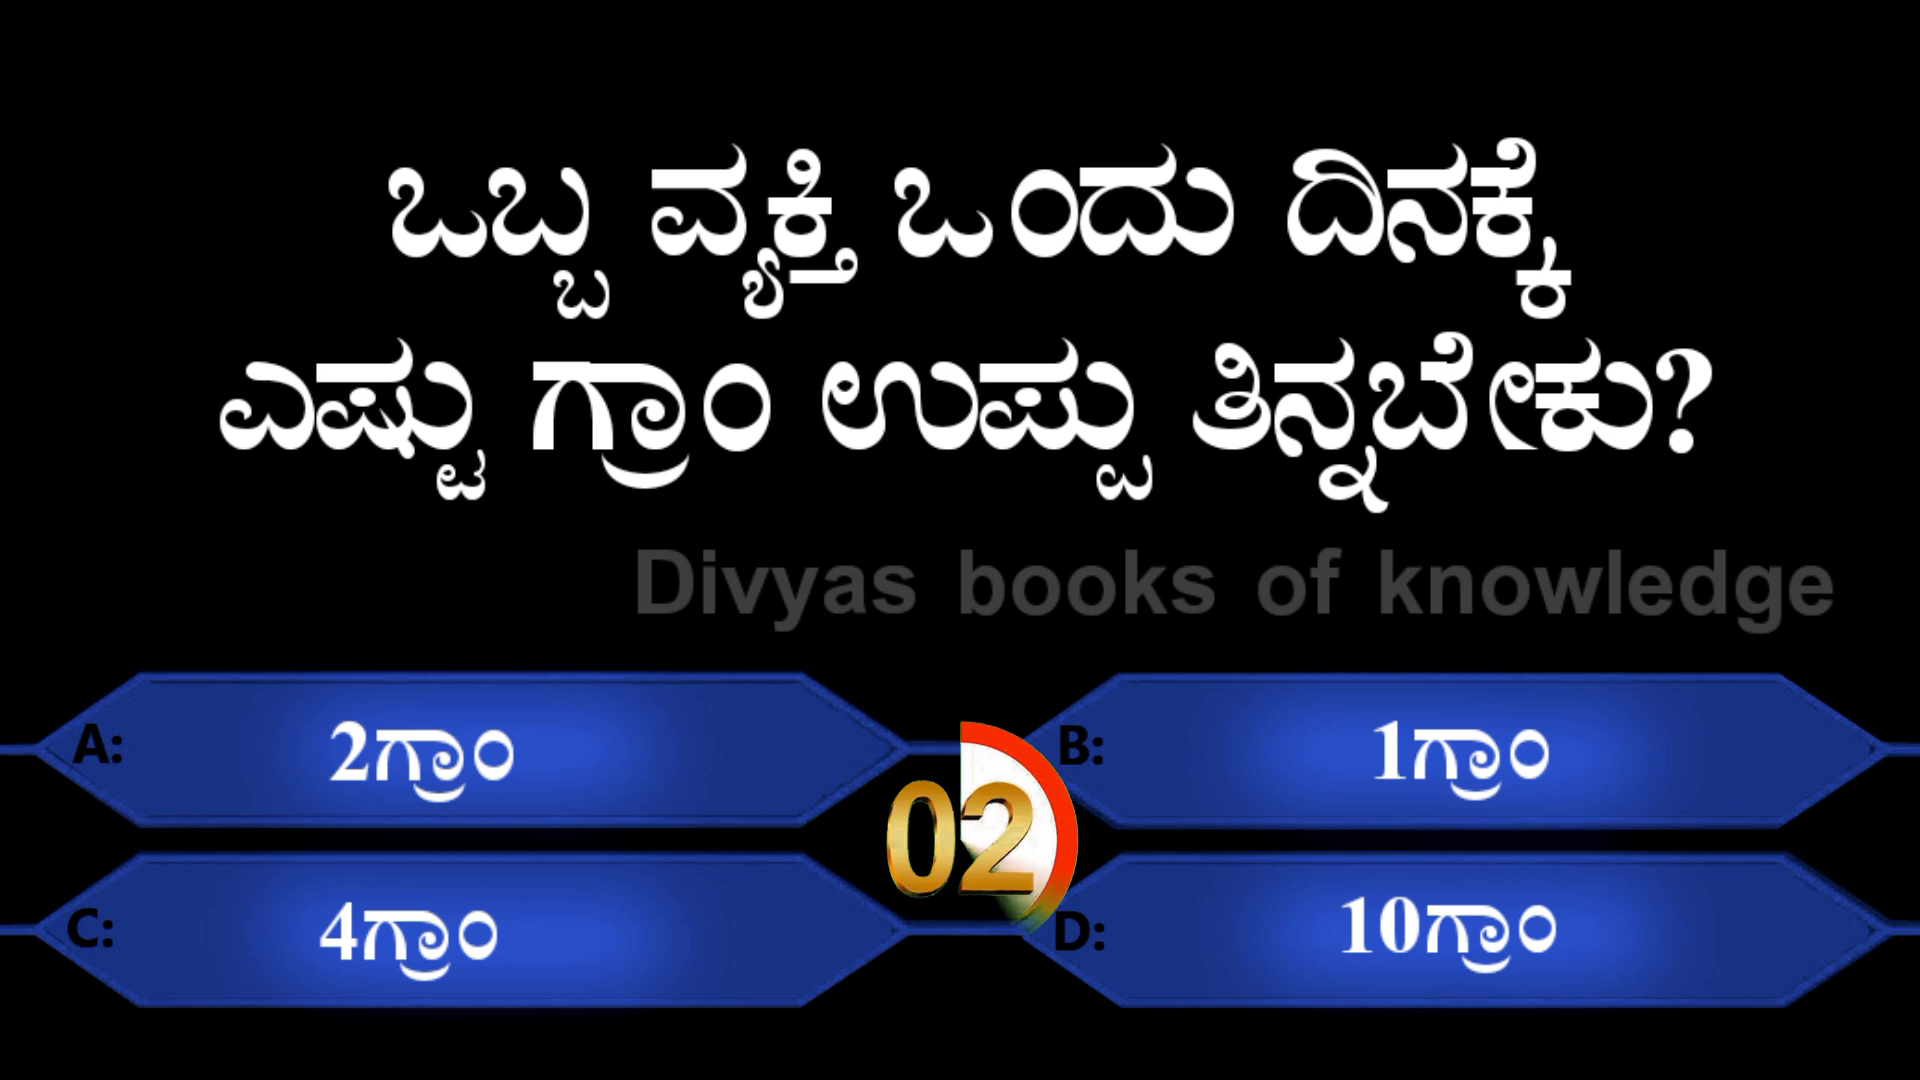 ಒಬ್ಬ ವ್ಯಕ್ತಿ ಒಂದು ದಿನಕ್ಕೆ
ಎಷ್ಟು ಗ್ರಾಂ ಉಪ್ಪು ತಿನ್ನಬೇಕು?
Divyas books of knowledge
A: 2ಗ್ರಾಂ
B: 1ಗ್ರಾಂ
02
C: 4ಗ್ರಾಂ
D: 10ಗ್ರಾಂ